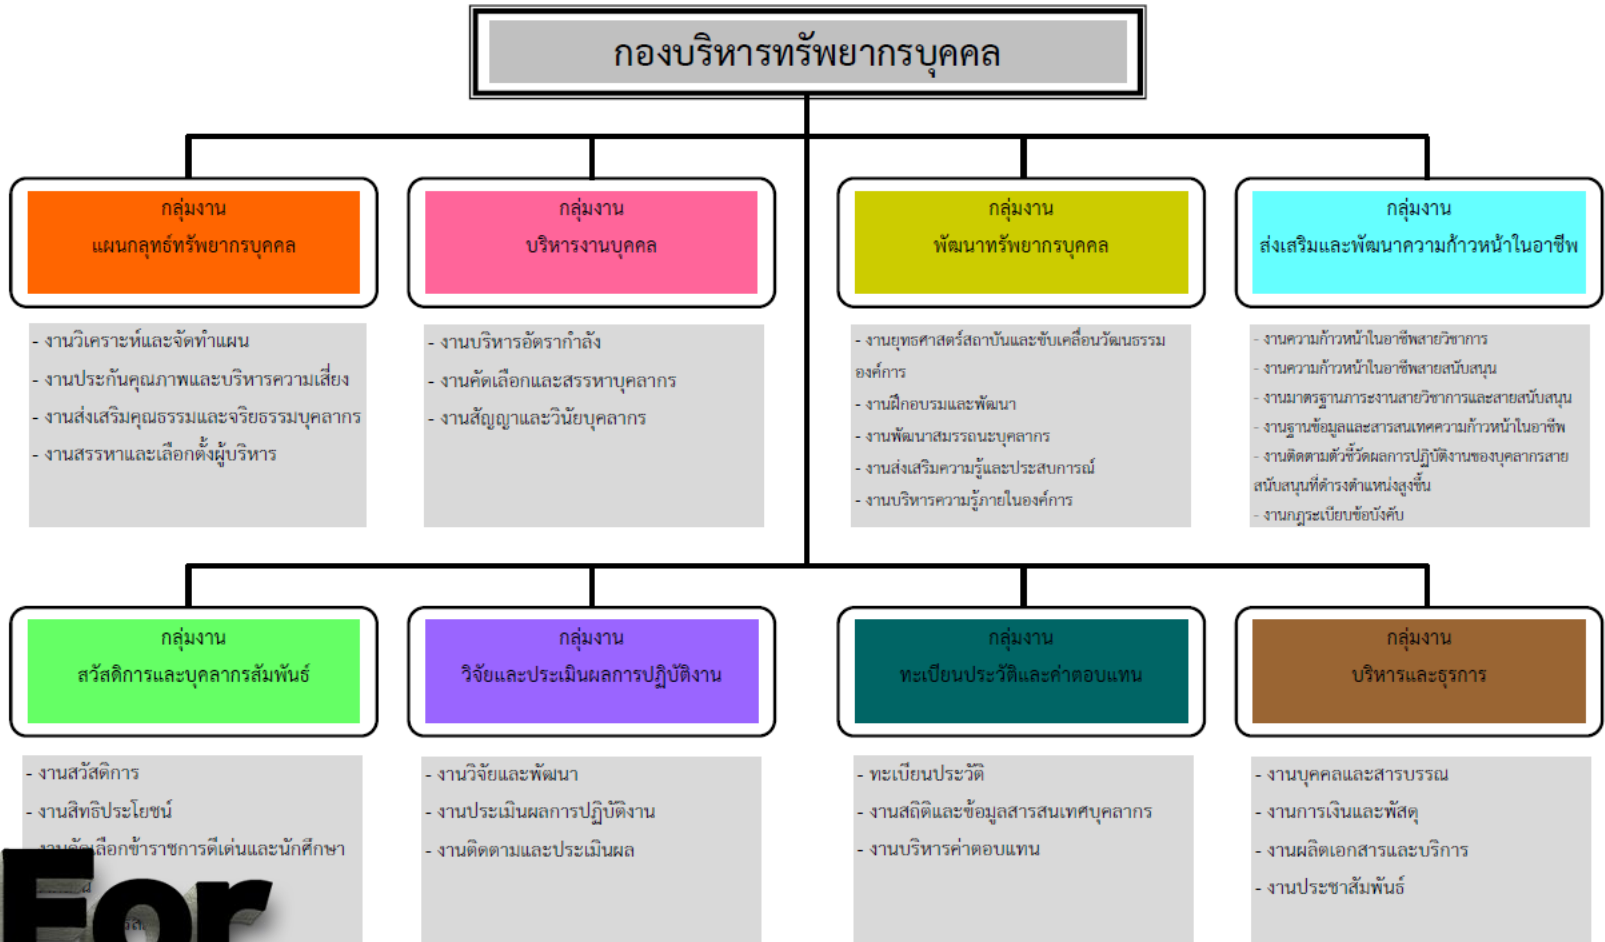 กองบริหารทรัพยากรบุคคล
กลุ่มงาน
แผนกลุทธ์ทรัพยากรบุคคล
- งานวิเคราะห์และจัดทำแผน
- งานประกันคุณภาพและบริหารความเสี่ยง
- งานส่งเสริมคุณธรรมและจริยธรรมบุคลากร
- งานสรรหาและเลือกตั้งผู้บริหาร
กลุ่มงาน
บริหารงานบุคคล
- งานบริหารอัตรากำลัง
- งานคัดเลือกและสรรหาบุคลากร
- งานสัญญาและวินัยบุคลากร
กลุ่มงาน
พัฒนาทรัพยากรบุคคล
- งานยุทธศาสตร์สถาบันและขับเคลื่อนวัฒนธรรม
องค์การ
- งานฝึกอบรมและพัฒนา
- งานพัฒนาสมรรถนะบุคลากร
- งานส่งเสริมความรู้และประสบการณ์
- งานบริหารความรู้ภายในองค์การ
กลุ่มงาน
ส่งเสริมและพัฒนาความก้าวหน้าในอาชีพ
- งานความก้าวหน้าในอาชีพสายวิชาการ
- งานความก้าวหน้าในอาชีพสายสนับสนุน
- งานมาตรฐานภาระงานสายวิชาการและสายสนับสนุน
- งานฐานข้อมูลและสารสนเทศความก้าวหน้าในอาชีพ
- งานติดตามตัวชี้วัดผลการปฏิบัติงานของบุคลากรสาย
สนับสนุนที่ดำรงตำแหน่งสูงขึ้น
- งานกฎระเบียบข้อบังคับ
กลุ่มงาน
สวัสดิการและบุคลากรสัมพันธ์
- งานสวัสดิการ
- งานสิทธิประโยชน์
- งานคัดเลือกข้าราชการดีเด่นและนักศึกษา
For
กลุ่มงาน
วิจัยและประเมินผลการปฏิบัติงาน
- งานวิจัยและพัฒนา
- งานประเมินผลการปฏิบัติงาน
- งานติดตามและประเมินผล
กลุ่มงาน
ทะเบียนประวัติและค่าตอบแทน
- ทะเบียนประวัติ
- งานสถิติและข้อมูลสารสนเทศบุคลากร
- งานบริหารค่าตอบแทน
กลุ่มงาน
บริหารและธุรการ
- งานบุคคลและสารบรรณ
- งานการเงินและพัสดุ
- งานผลิตเอกสารและบริการ
- งานประชาสัมพันธ์